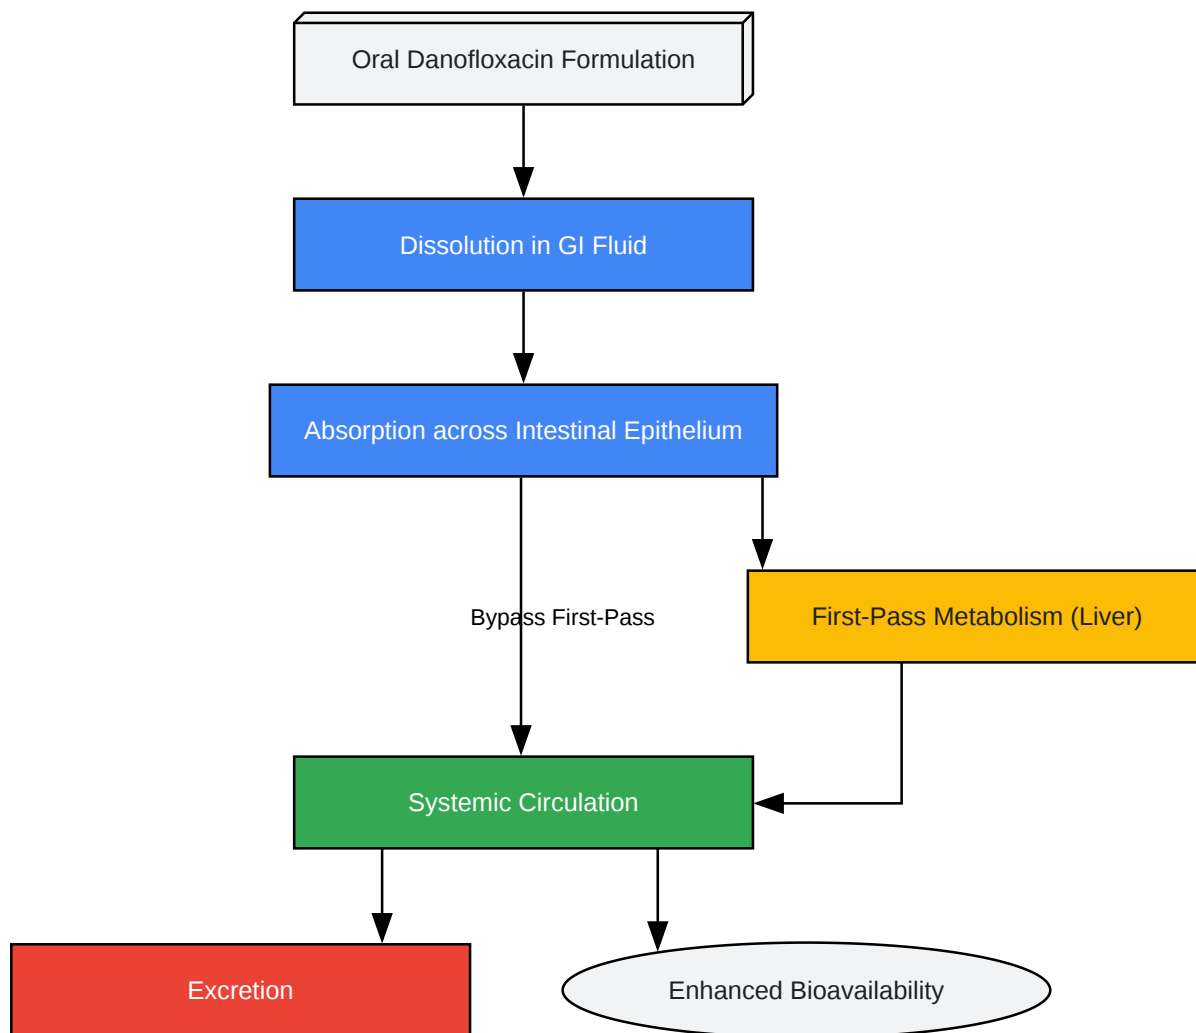 Oral Danofloxacin Formulation
Dissolution in GI Fluid
Absorption across Intestinal Epithelium
Bypass First-Pass
First-Pass Metabolism (Liver)
Systemic Circulation
Excretion
Enhanced Bioavailability